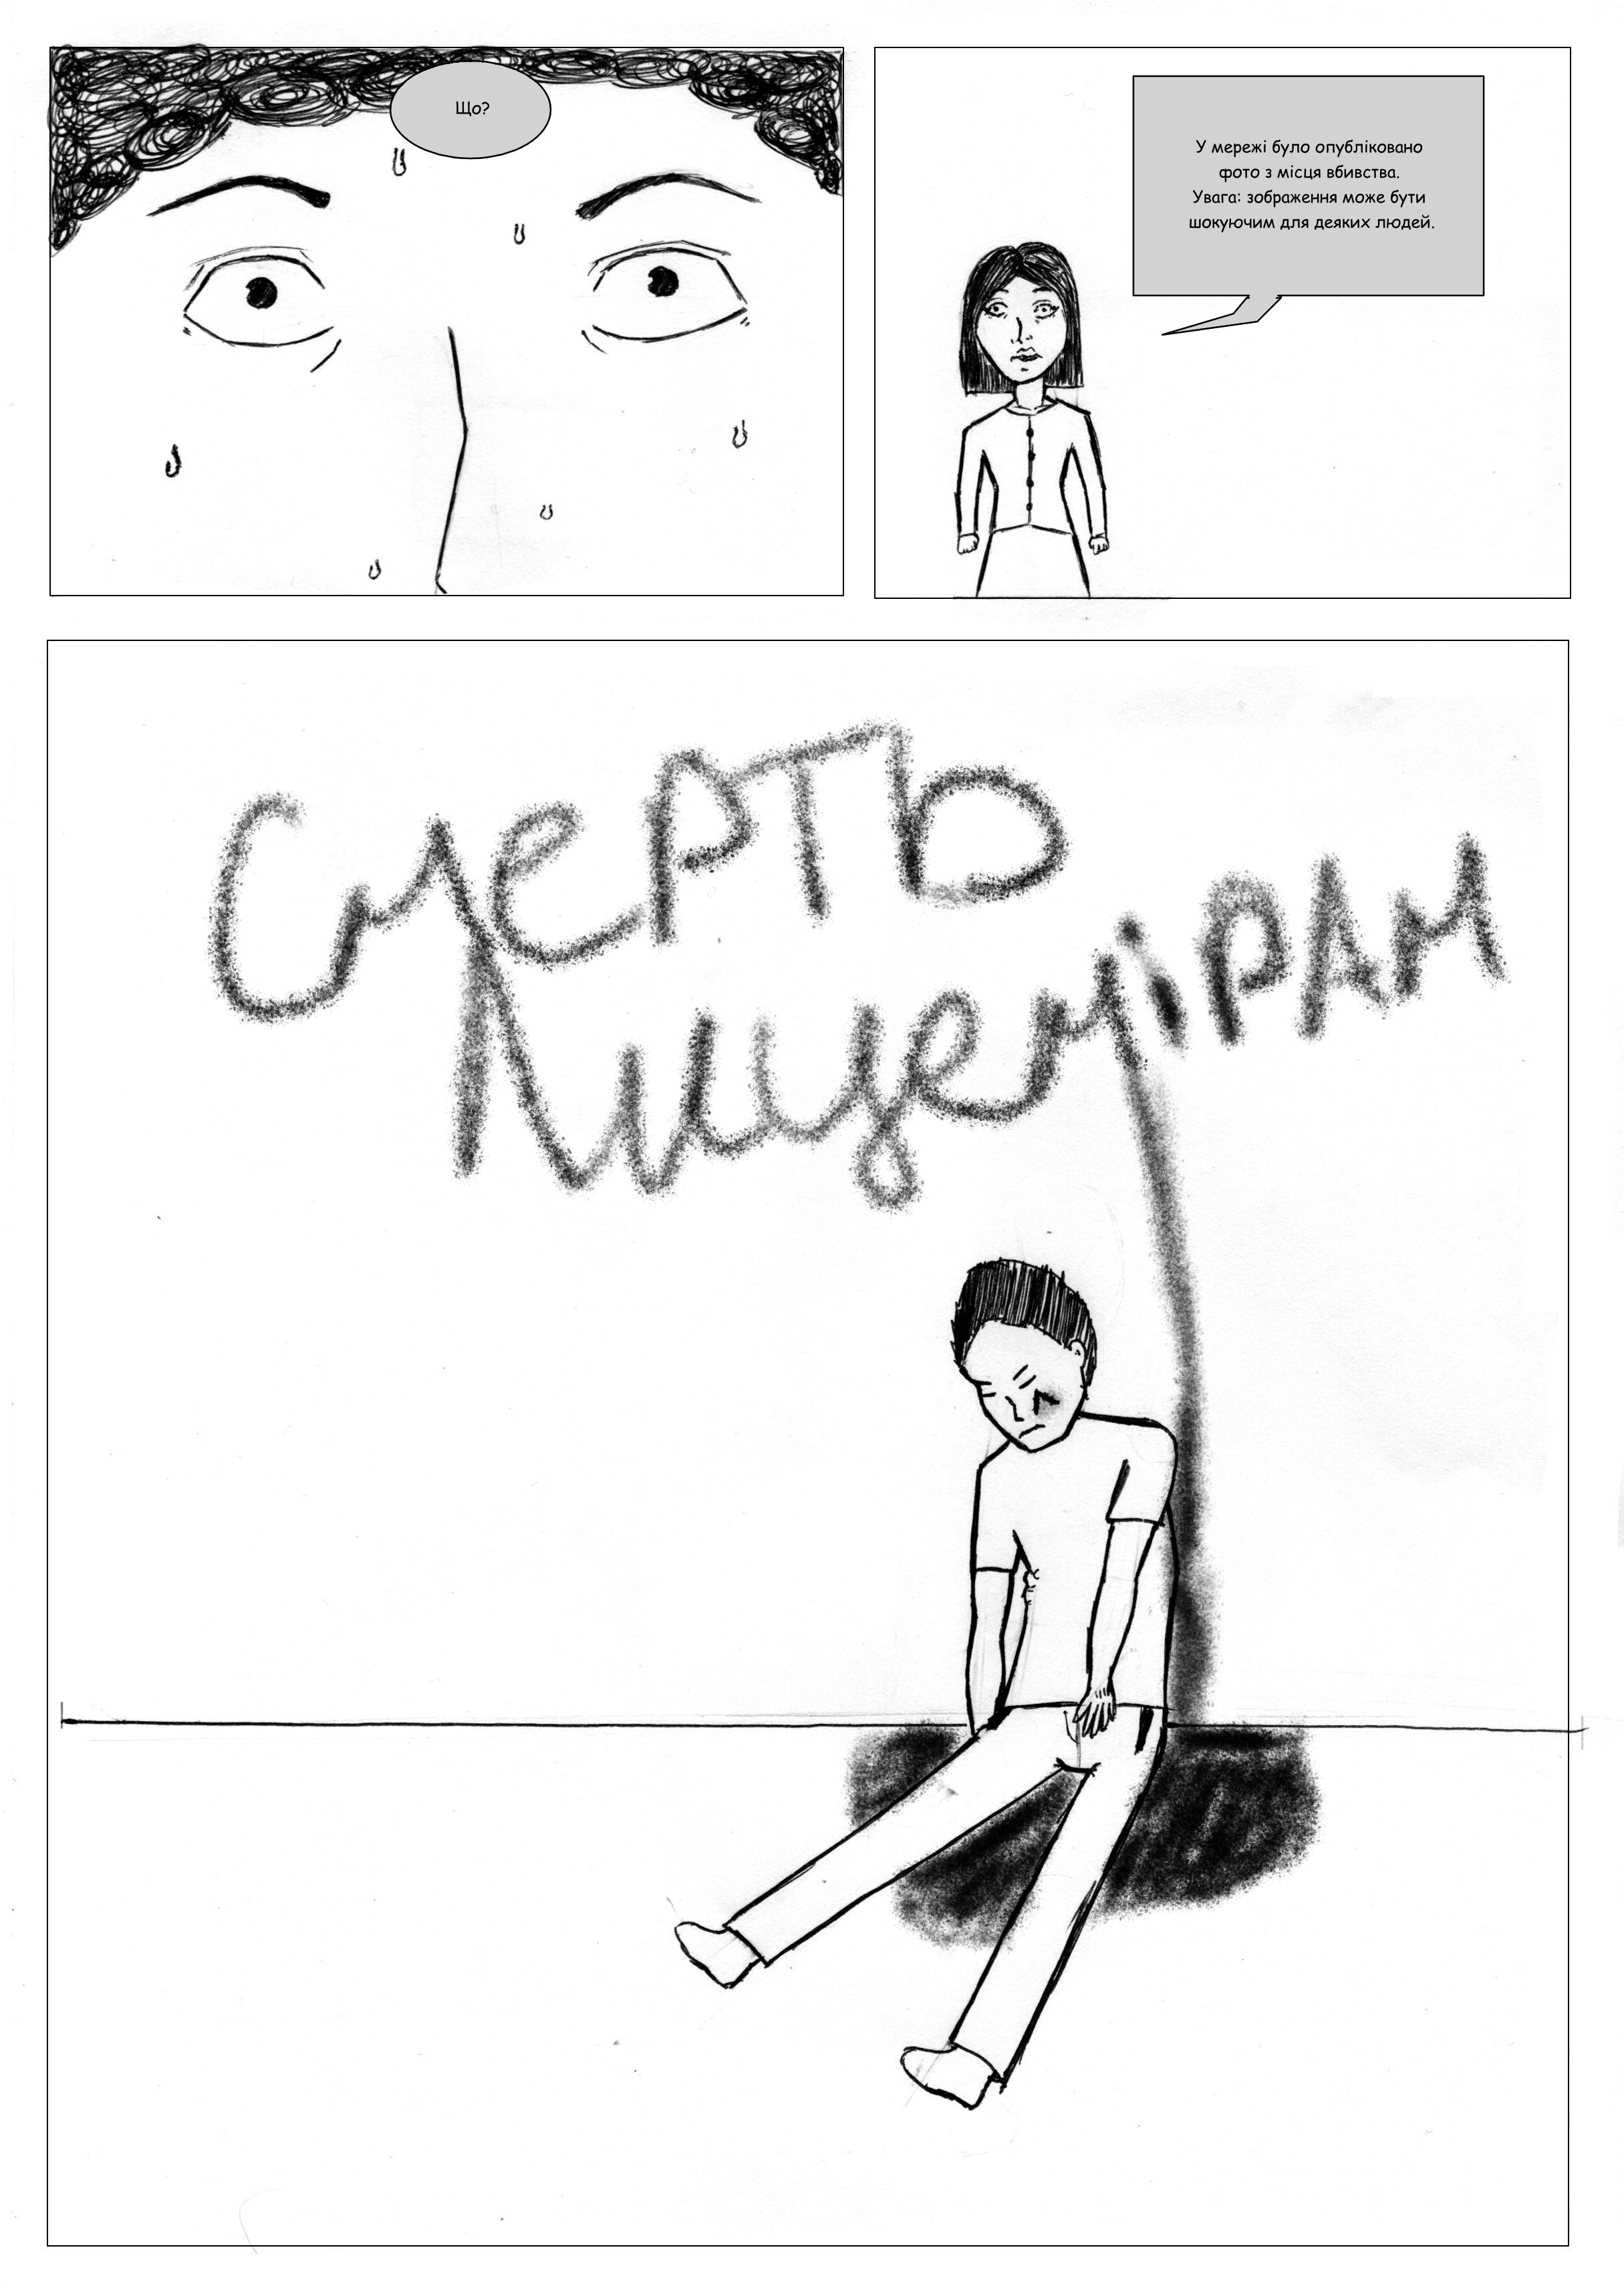 Що?
У мережі було опубліковано
фото з місця вбивства.
Увага: зображення може бути
шокуючим для деяких людей.
Смерть
Лицемірам